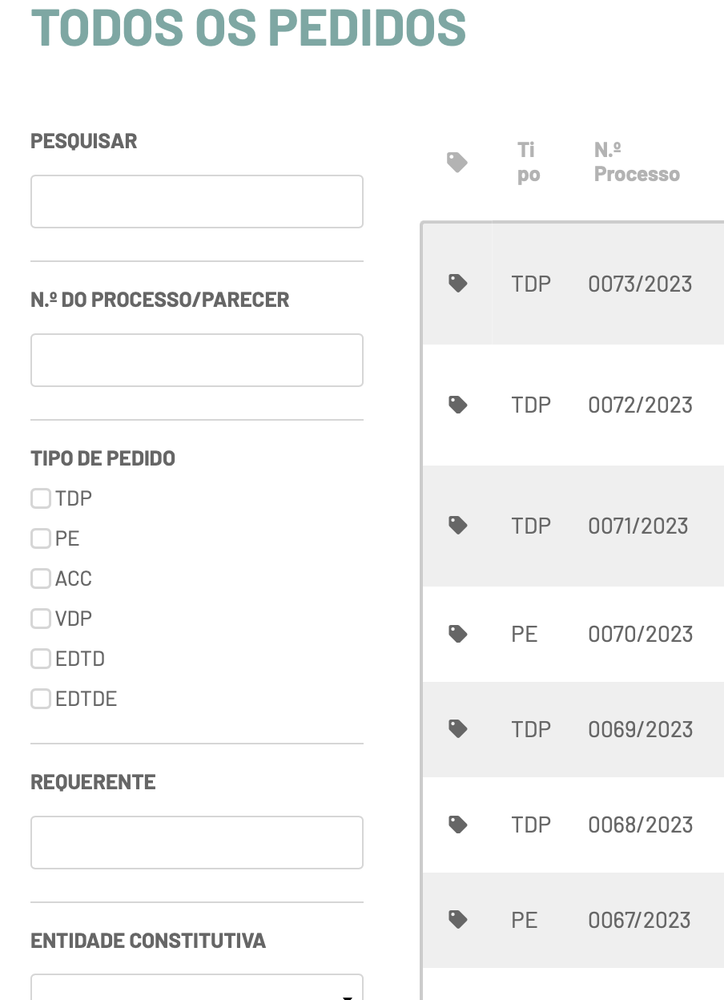 TODOS OS PEDIDOS
PESQUISAR
N.º DO PROCESSO/PARECER
TIPO DE PEDIDO
TDP
PE
ACC
VDP
EDTD
EDTDE
REQUERENTE
ENTIDADE CONSTITUTIVA
Ti
po
N.º
Processo
TDP 0073/2023
TDP 0072/2023
TDP 0071/2023
PE 0070/2023
TDP 0069/2023
TDP 0068/2023
PE 0067/2023